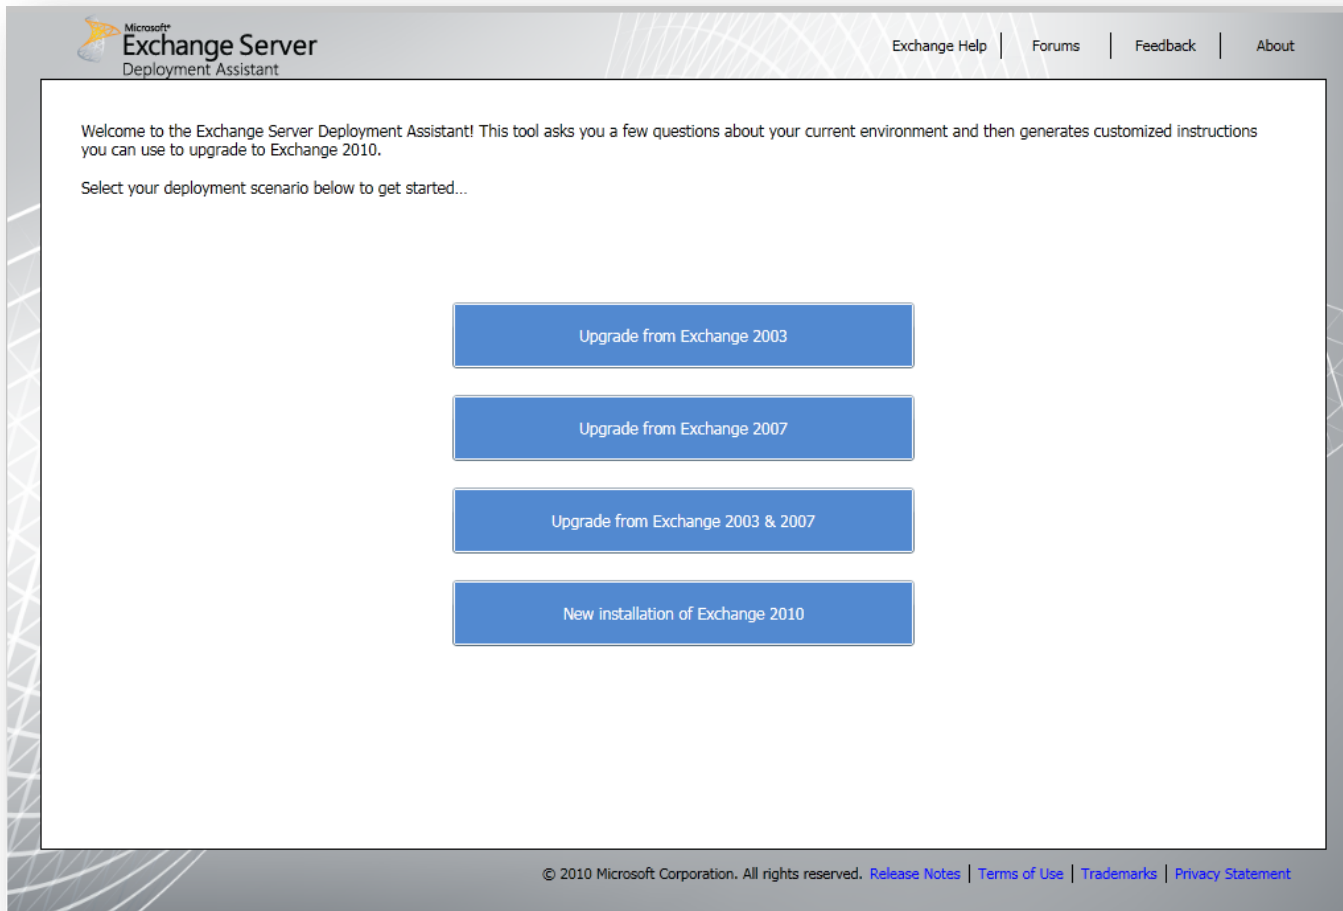 Microsoft®
Exchange Server
Deployment Assistant
Exchange Help
Forums
Feedback
About
Welcome to the Exchange Server Deployment Assistant! This tool asks you a few questions about your current environment and then generates customized instructions
you can use to upgrade to Exchange 2010.
Select your deployment scenario below to get started...
Upgrade from Exchange 2003
Upgrade from Exchange 2007
Upgrade from Exchange 2003 & 2007
New installation of Exchange 2010
© 2010 Microsoft Corporation. All rights reserved. Release Notes | Terms of Use | Trademarks | Privacy Statement